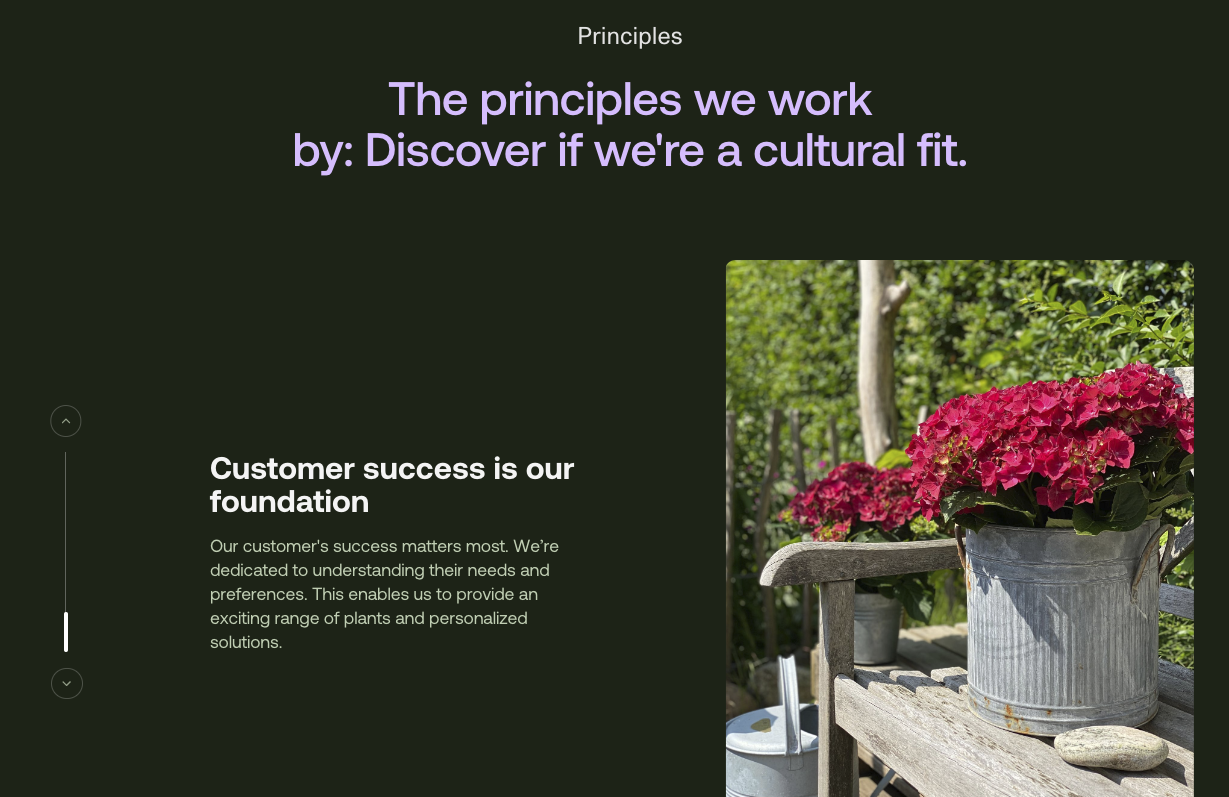 Principles
The principles we work
by: Discover if we're a cultural fit.
Customer success is our
foundation
Our customer's success matters most. We’re
dedicated to understanding their needs and
preferences. This enables us to provide an
exciting range of plants and personalized
solutions.